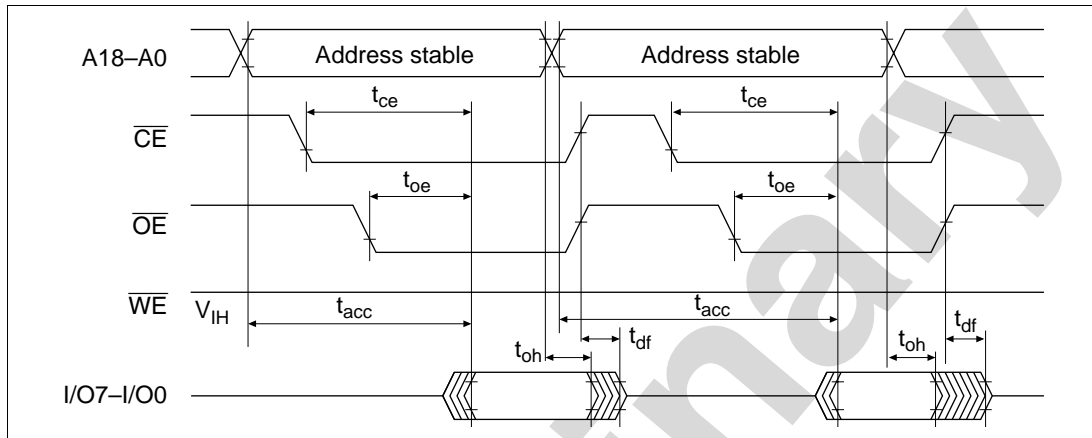 A18–A0
Address stable
Address stable
tce
tce
CE
toe
toe
OE
WE
VIH
tacc
tacc
toh
tdf
toh
tdf
I/O7–I/O0